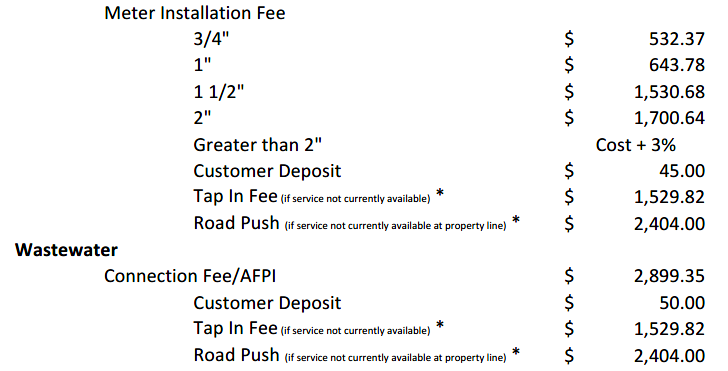 Meter Installation Fee
3/4" $ 532.37
1" $ 643.78
1 1/2" $ 1,530.68
2" $ 1,700.64
Greater than 2" Cost + 3%
Customer Deposit $ 45.00
Tap In Fee (if service not currently available) * $ 1,529.82
Road Push (if service not currently available at property line) * $ 2,404.00
Wastewater
Connection Fee/AFPI $ 2,899.35
Customer Deposit $ 50.00
Tap In Fee (if service not currently available) * $ 1,529.82
Road Push (if service not currently available at property line) * $ 2,404.00